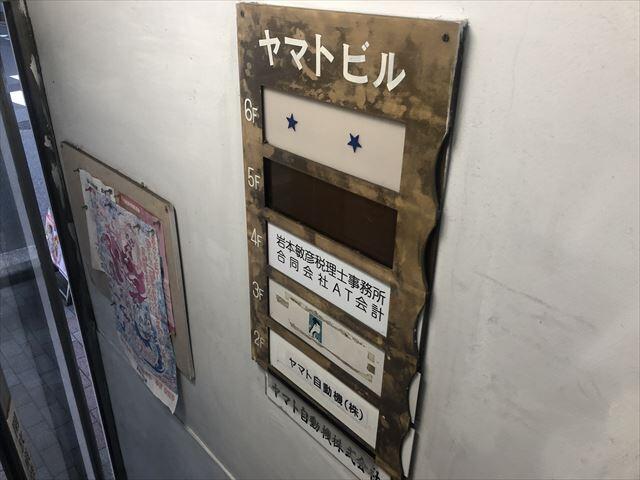 ヤマトビル
6F
5F
4F
岩本敏彦税理士事務所
合同会社AT会計
3F
2F
ヤマト自動機(株)
ヤマト自動機株式会社